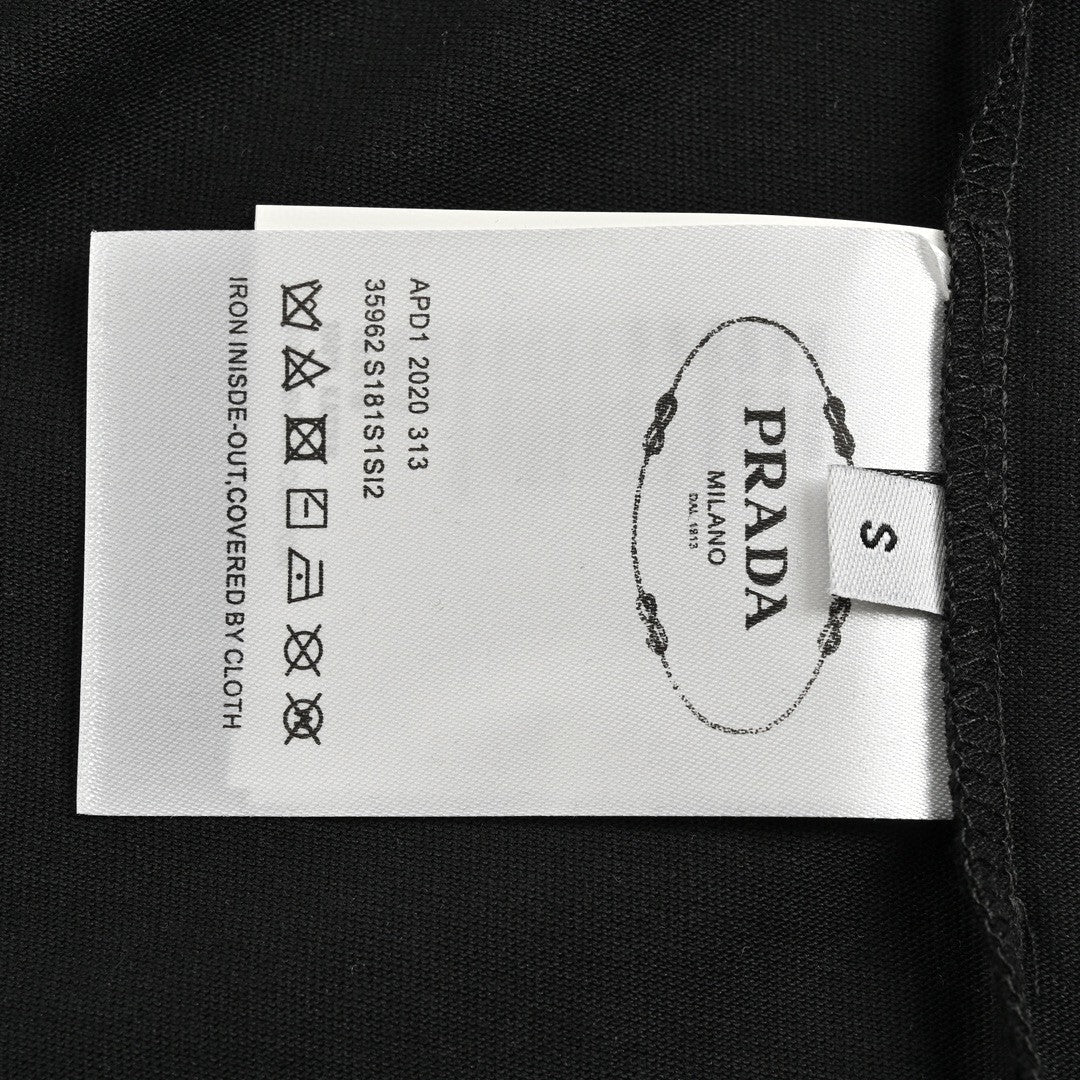 S
PRADA
MILANO
DAL 1913
APD1 2020 313
35962 S181S1SI2
IRON INISDE-OUT,COVERED BY CLOTH